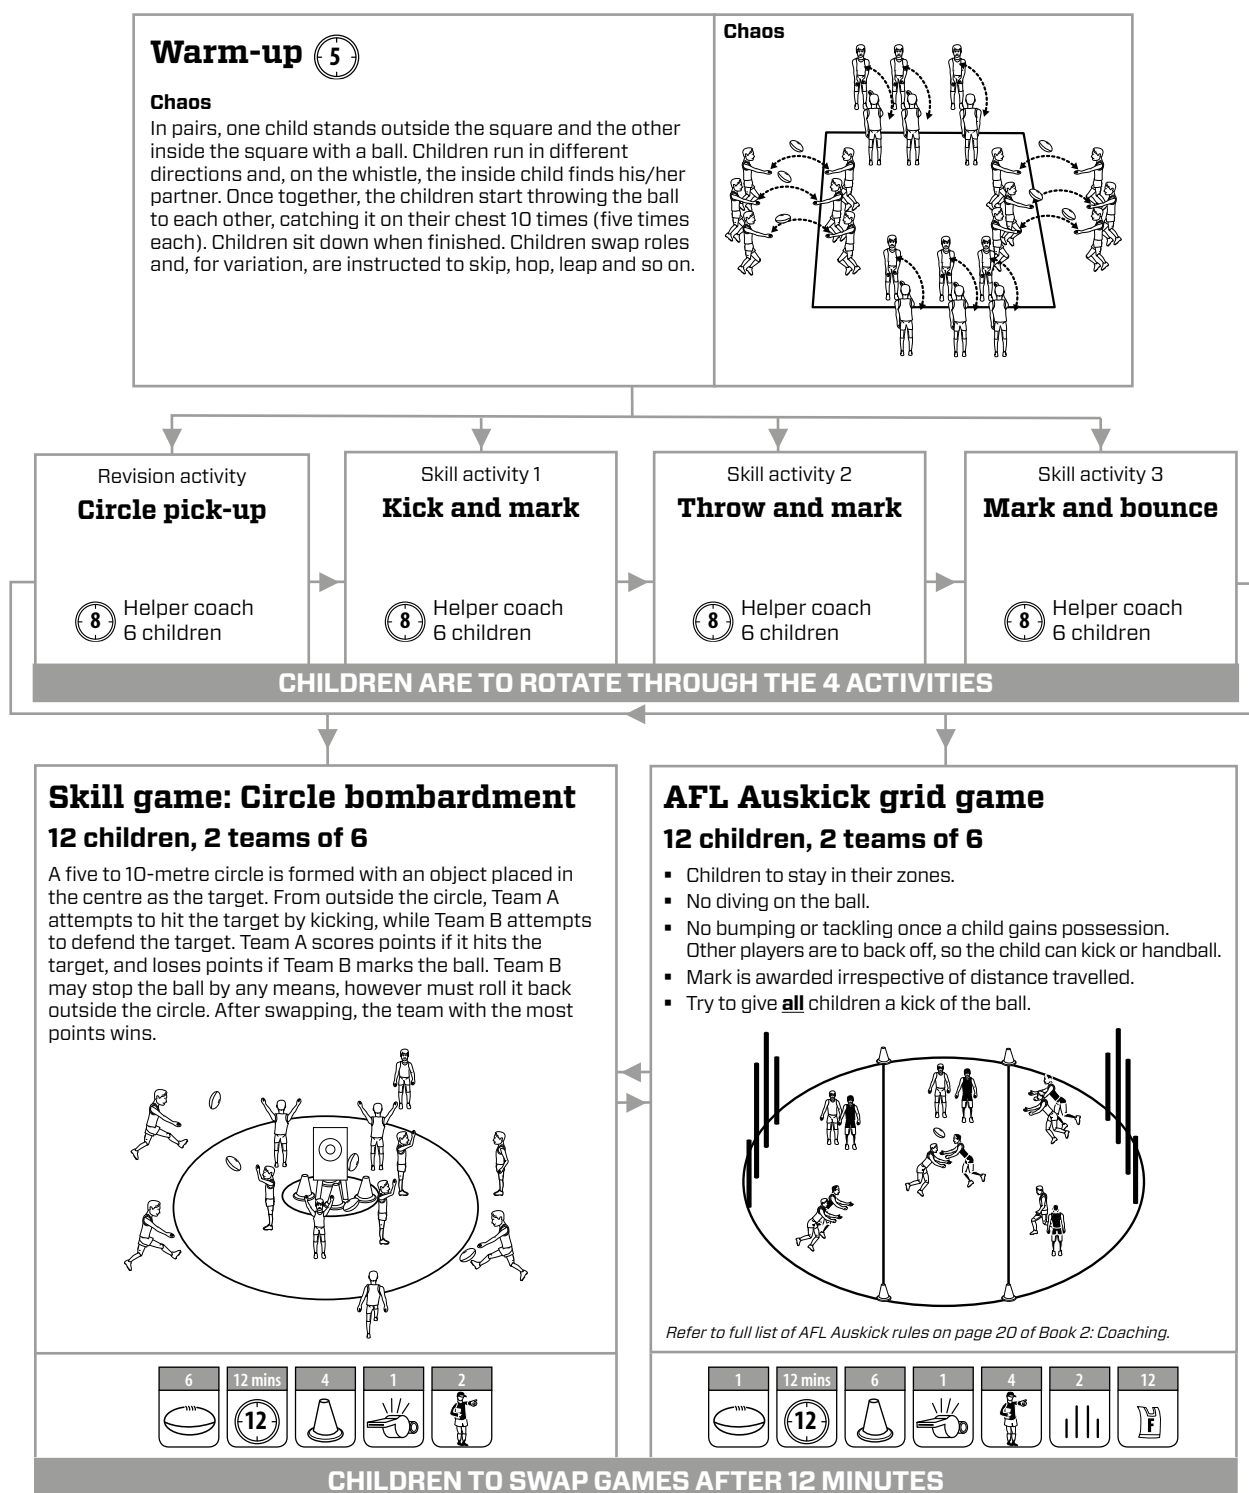 Warm-up 5
Chaos
In pairs, one child stands outside the square and the other
inside the square with a ball. Children run in different
directions and, on the whistle, the inside child finds his/her
partner. Once together, the children start throwing the ball
to each other, catching it on their chest 10 times (five times
each). Children sit down when finished. Children swap roles
and, for variation, are instructed to skip, hop, leap and so on.
Chaos
Revision activity
Circle pick-up
8 Helper coach
6 children
Skill activity 1
Kick and mark
8 Helper coach
6 children
Skill activity 2
Throw and mark
8 Helper coach
6 children
Skill activity 3
Mark and bounce
8 Helper coach
6 children
CHILDREN ARE TO ROTATE THROUGH THE 4 ACTIVITIES
Skill game: Circle bombardment
12 children, 2 teams of 6
A five to 10-metre circle is formed with an object placed in
the centre as the target. From outside the circle, Team A
attempts to hit the target by kicking, while Team B attempts
to defend the target. Team A scores points if it hits the
target, and loses points if Team B marks the ball. Team B
may stop the ball by any means, however must roll it back
outside the circle. After swapping, the team with the most
points wins.
6 12 mins 4 1 2
12
AFL Auskick grid game
12 children, 2 teams of 6
▪ Children to stay in their zones.
▪ No diving on the ball.
▪ No bumping or tackling once a child gains possession.
Other players are to back off, so the child can kick or handball.
▪ Mark is awarded irrespective of distance travelled.
▪ Try to give all children a kick of the ball.
Refer to full list of AFL Auskick rules on page 20 of Book 2: Coaching.
1 12 mins 6 1 4 2 12
12 F
CHILDREN TO SWAP GAMES AFTER 12 MINUTES